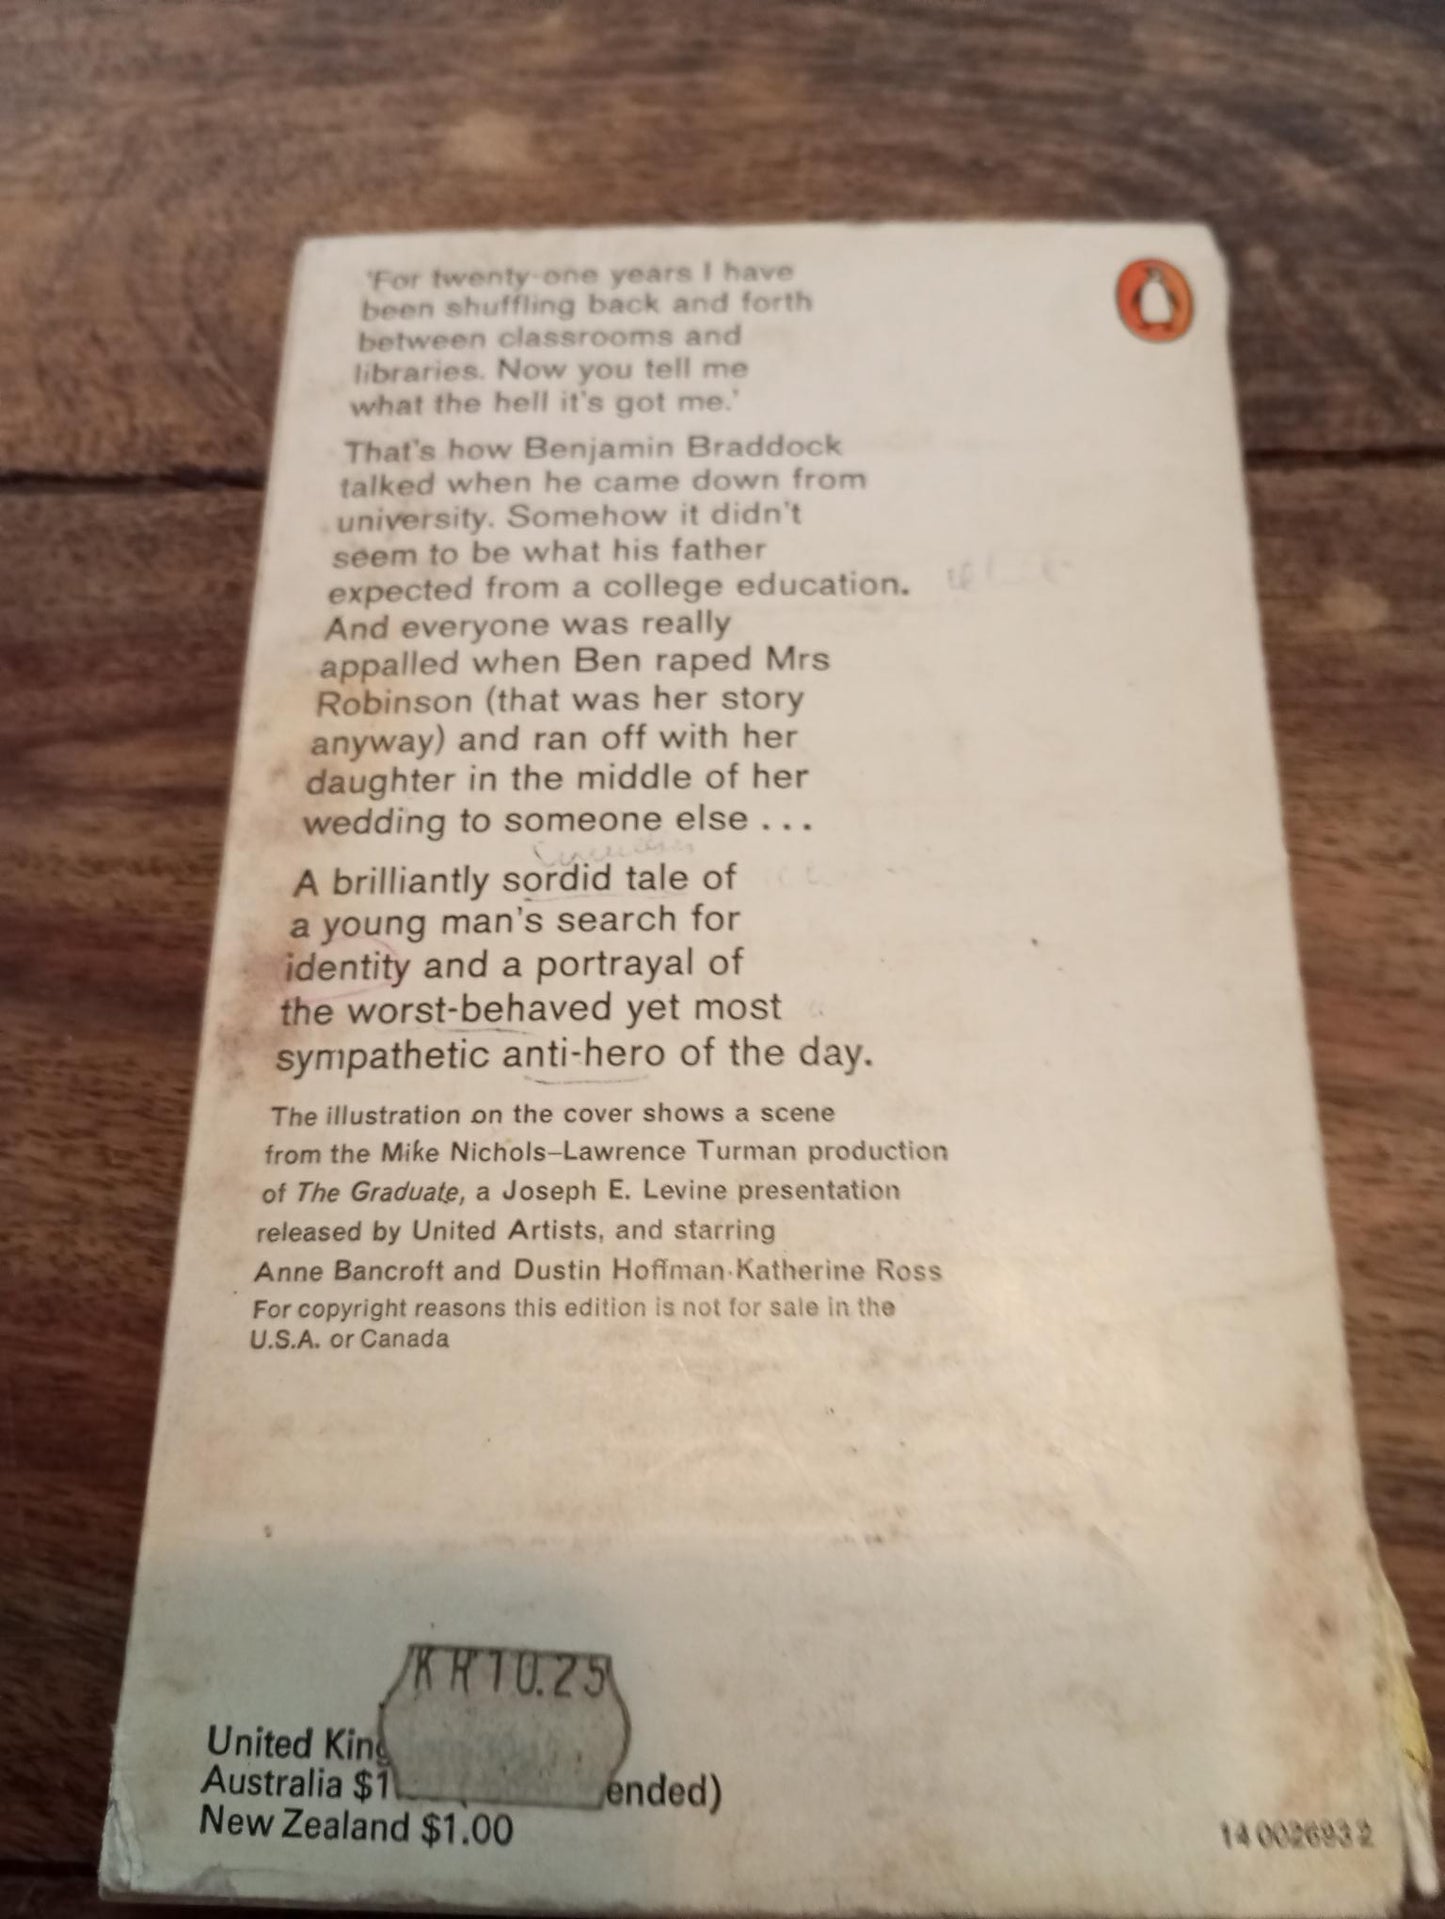 'For twenty-one years I have
been shuffling back and forth
between classrooms and
libraries. Now you tell me
what the hell it's got me.'
That's how Benjamin Braddock
talked when he came down from
university. Somehow it didn't
seem to be what his father
expected from a college education.
And everyone was really
appalled when Ben raped Mrs
Robinson (that was her story
anyway) and ran off with her
daughter in the middle of her
wedding to someone else ...
A brilliantly sordid tale of
a young man's search for
identity and a portrayal of
the worst-behaved yet most
sympathetic anti-hero of the day.
The illustration on the cover shows a scene
from the Mike Nichols–Lawrence Turman production
of The Graduate, a Joseph E. Levine presentation
released by United Artists, and starring
Anne Bancroft and Dustin Hoffman·Katherine Ross
For copyright reasons this edition is not for sale in the
U.S.A. or Canada
KR10.25
United King
Australia $1 ended)
New Zealand $1.00
14 002693 2